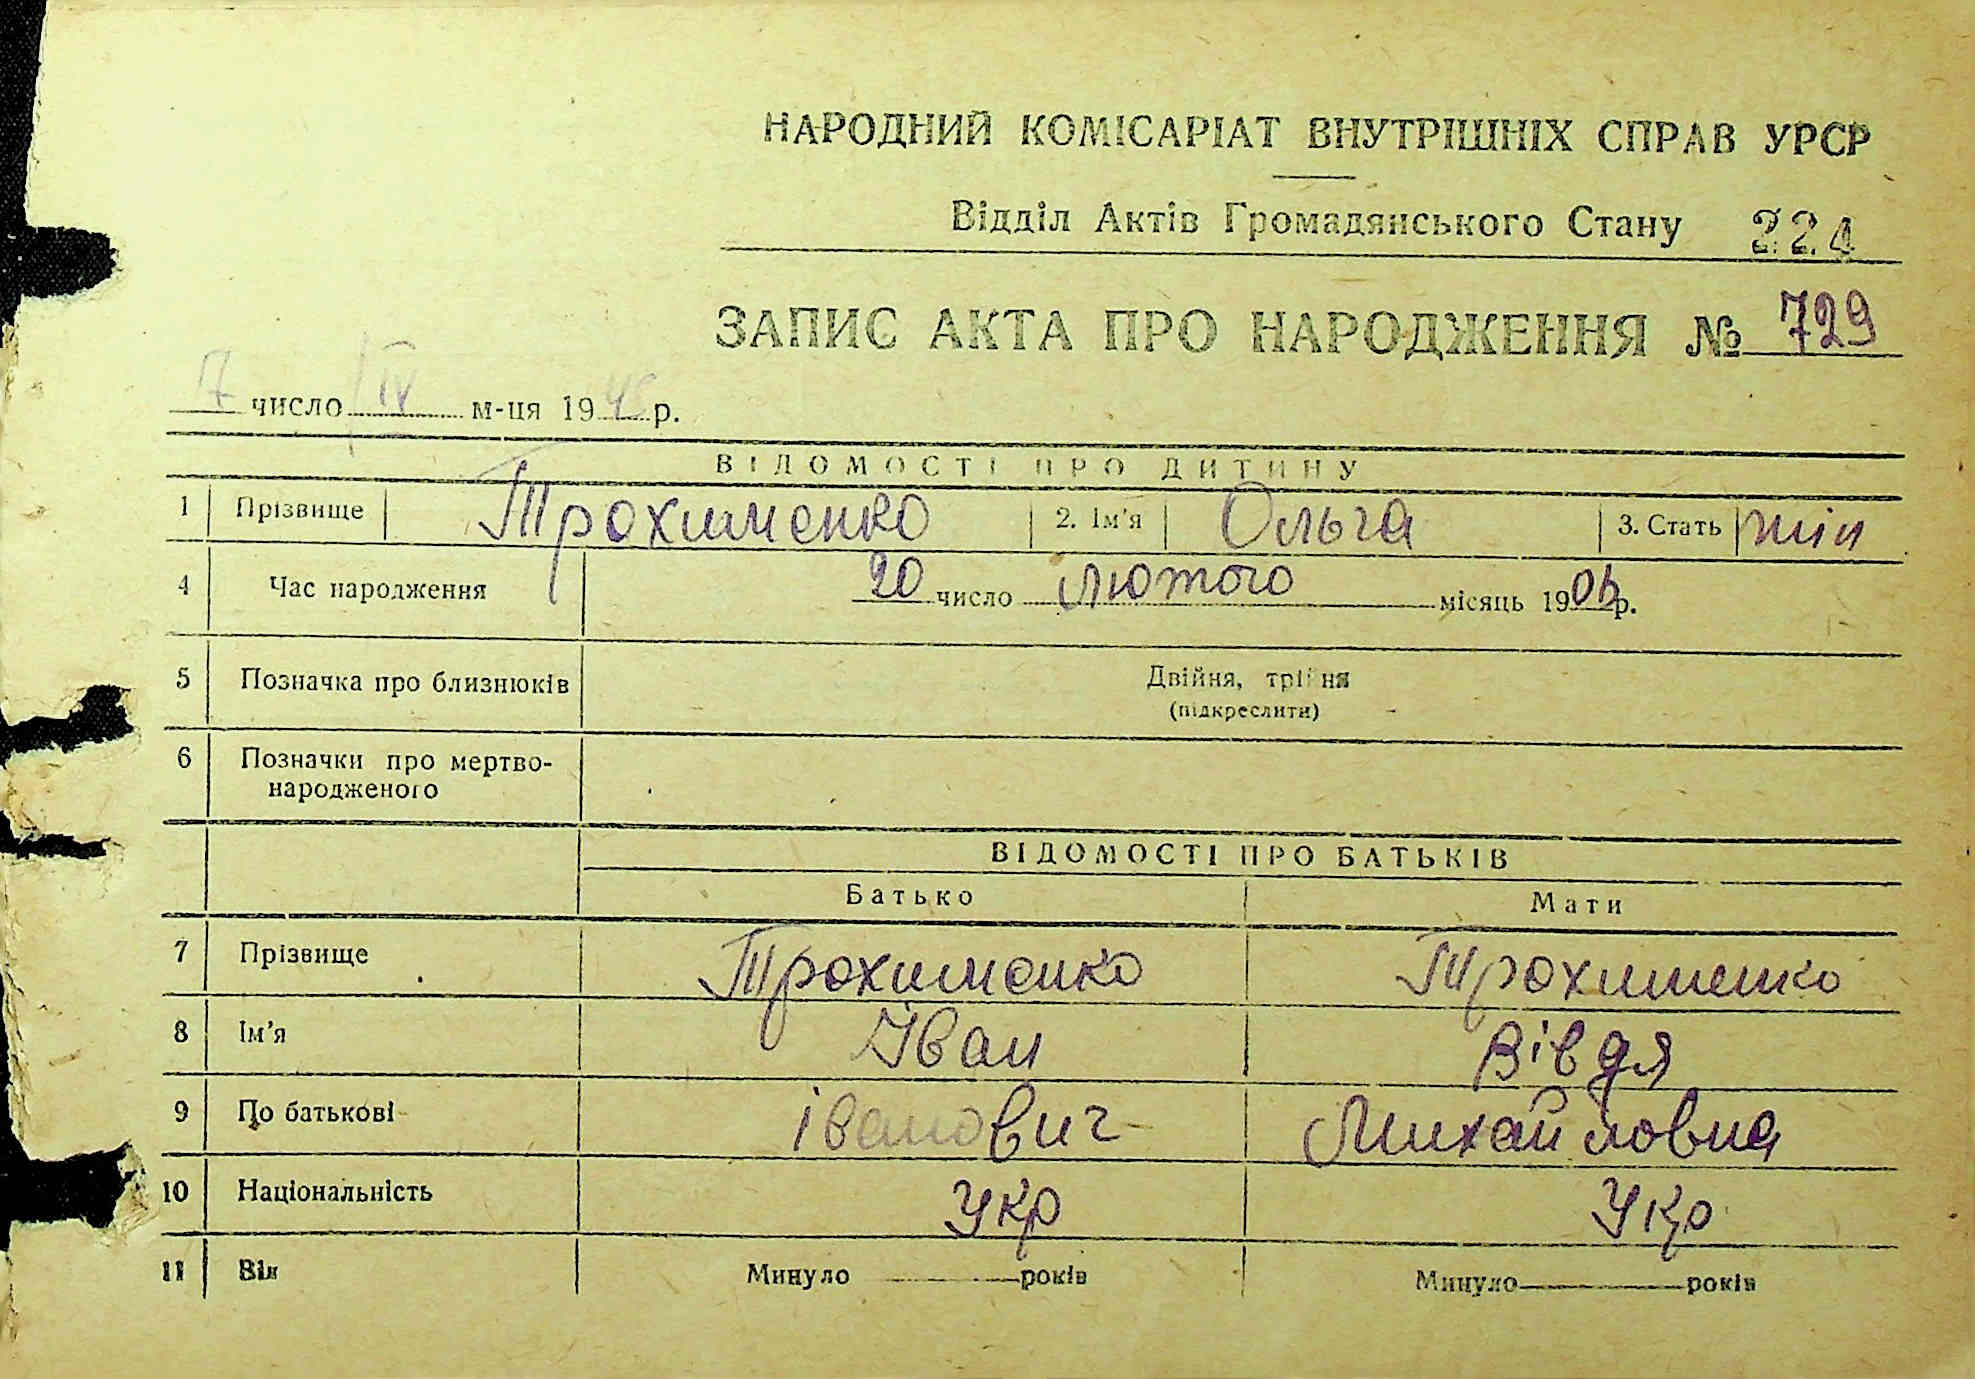 НАРОДНИЙ КОМІСАРІАТ ВНУТРІШНІХ СПРАВ УРСР
Відділ Актів Громадянського Стану 224
ЗАПИС АКТА ПРО НАРОДЖЕННЯ № 729
7 число IV м-ця 19 р.
ВІДОМОСТІ ПРО ДИТИНУ
1 Прізвище Трохименко 2. Ім'я Ольга 3. Стать жін
4 Час народження 20 число лютого місяць 19 р.
5 Позначка про близнюків Двійня, трійня
(підкреслити)
6 Позначки про мертво-
народженого
ВІДОМОСТІ ПРО БАТЬКІВ
Батько Мати
7 Прізвище Трохименко Трохименко
8 Ім'я Іван Вівдя
9 По батькові Іванович Михайловна
10 Національність Укр Укр
11 Вік Минуло років Минуло років